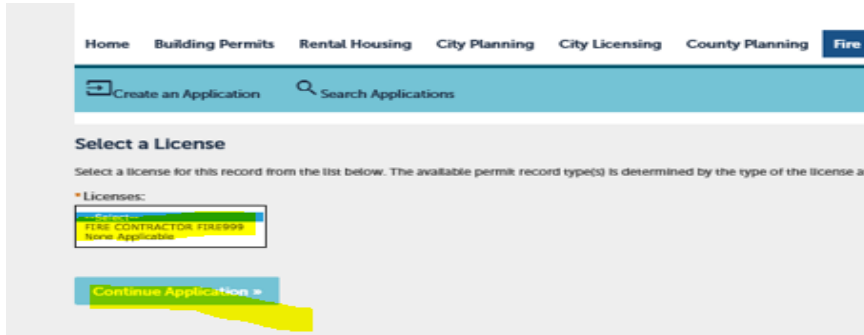 Home Building Permits Rental Housing City Planning City Licensing County Planning Fire
Create an Application Search Applications
Select a License
Select a license for this record from the list below. The available permit record type(s) is determined by the type of the license a
*Licenses:
--Select--
FIRE CONTRACTOR FIRE999
None Applicable
Continue Application »